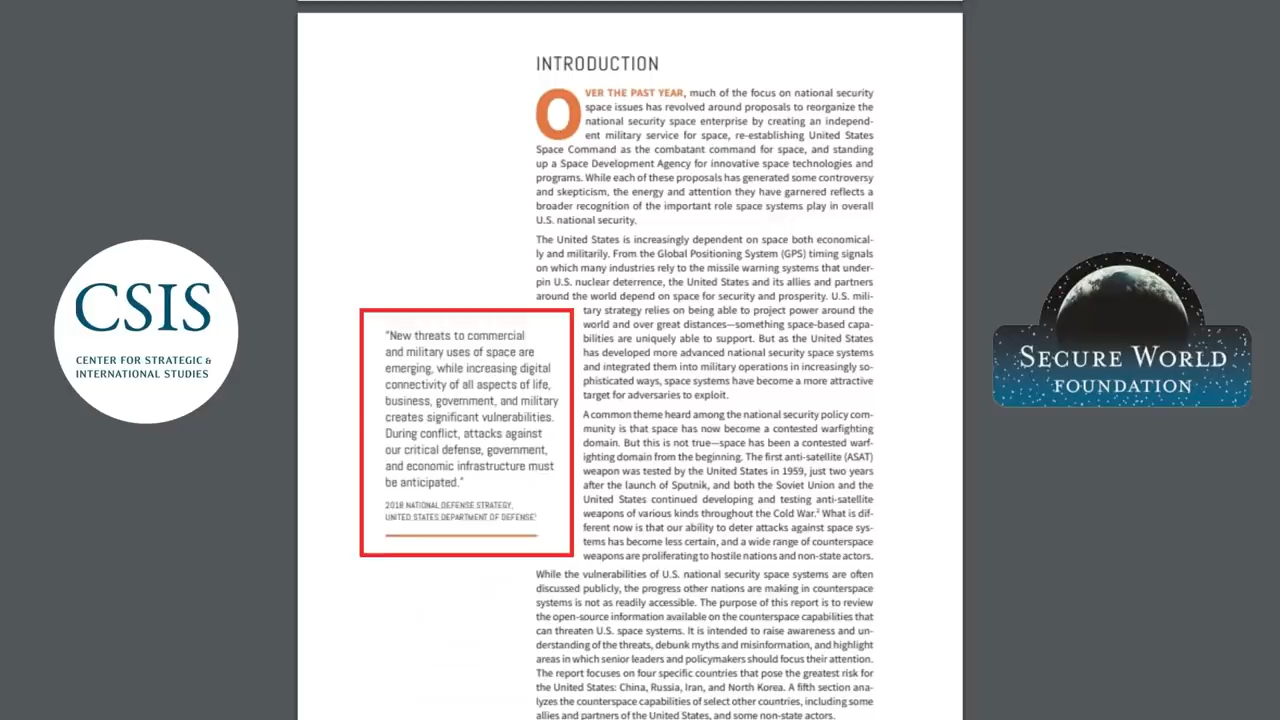 INTRODUCTION
OVER THE PAST YEAR, much of the focus on national security
space issues has revolved around proposals to reorganize the
national security space enterprise by creating an independ-
ent military service for space, re-establishing United States
Space Command as the combatant command for space, and standing
up a Space Development Agency for innovative space technologies and
programs. While each of these proposals has generated some controversy
and skepticism, the energy and attention they have garnered reflects a
broader recognition of the important role space systems play in overall
U.S. national security.
The United States is increasingly dependent on space both economical-
ly and militarily. From the Global Positioning System (GPS) timing signals
on which many industries rely to the missile warning systems that under-
pin U.S. nuclear deterrence, the United States and its allies and partners
around the world depend on space for security and prosperity. U.S. mili-
tary strategy relies on being able to project power around the
world and over great distances—something space-based capa-
bilities are uniquely able to support. But as the United States
has developed more advanced national security space systems
and integrated them into military operations in increasingly so-
phisticated ways, space systems have become a more attractive
target for adversaries to exploit.
A common theme heard among the national security policy com-
munity is that space has now become a contested warfighting
domain. But this is not true—space has been a contested warf-
ighting domain from the beginning. The first anti-satellite (ASAT)
weapon was tested by the United States in 1959, just two years
after the launch of Sputnik, and both the Soviet Union and the
United States continued developing and testing anti-satellite
weapons of various kinds throughout the Cold War.² What is dif-
ferent now is that our ability to deter attacks against space sys-
tems has become less certain, and a wide range of counterspace
weapons are proliferating to hostile nations and non-state actors.
While the vulnerabilities of U.S. national security space systems are often
discussed publicly, the progress other nations are making in counterspace
systems is not as readily accessible. The purpose of this report is to review
the open-source information available on the counterspace capabilities that
can threaten U.S. space systems. It is intended to raise awareness and un-
derstanding of the threats, debunk myths and misinformation, and highlight
areas in which senior leaders and policymakers should focus their attention.
The report focuses on four specific countries that pose the greatest risk for
the United States: China, Russia, Iran, and North Korea. A fifth section ana-
lyzes the counterspace capabilities of select other countries, including some
allies and partners of the United States, and some non-state actors.
"New threats to commercial
and military uses of space are
emerging, while increasing digital
connectivity of all aspects of life,
business, government, and military
creates significant vulnerabilities.
During conflict, attacks against
our critical defense, government,
and economic infrastructure must
be anticipated."
2018 NATIONAL DEFENSE STRATEGY,
UNITED STATES DEPARTMENT OF DEFENSE¹
CSIS
CENTER FOR STRATEGIC &
INTERNATIONAL STUDIES
SECURE WORLD
FOUNDATION